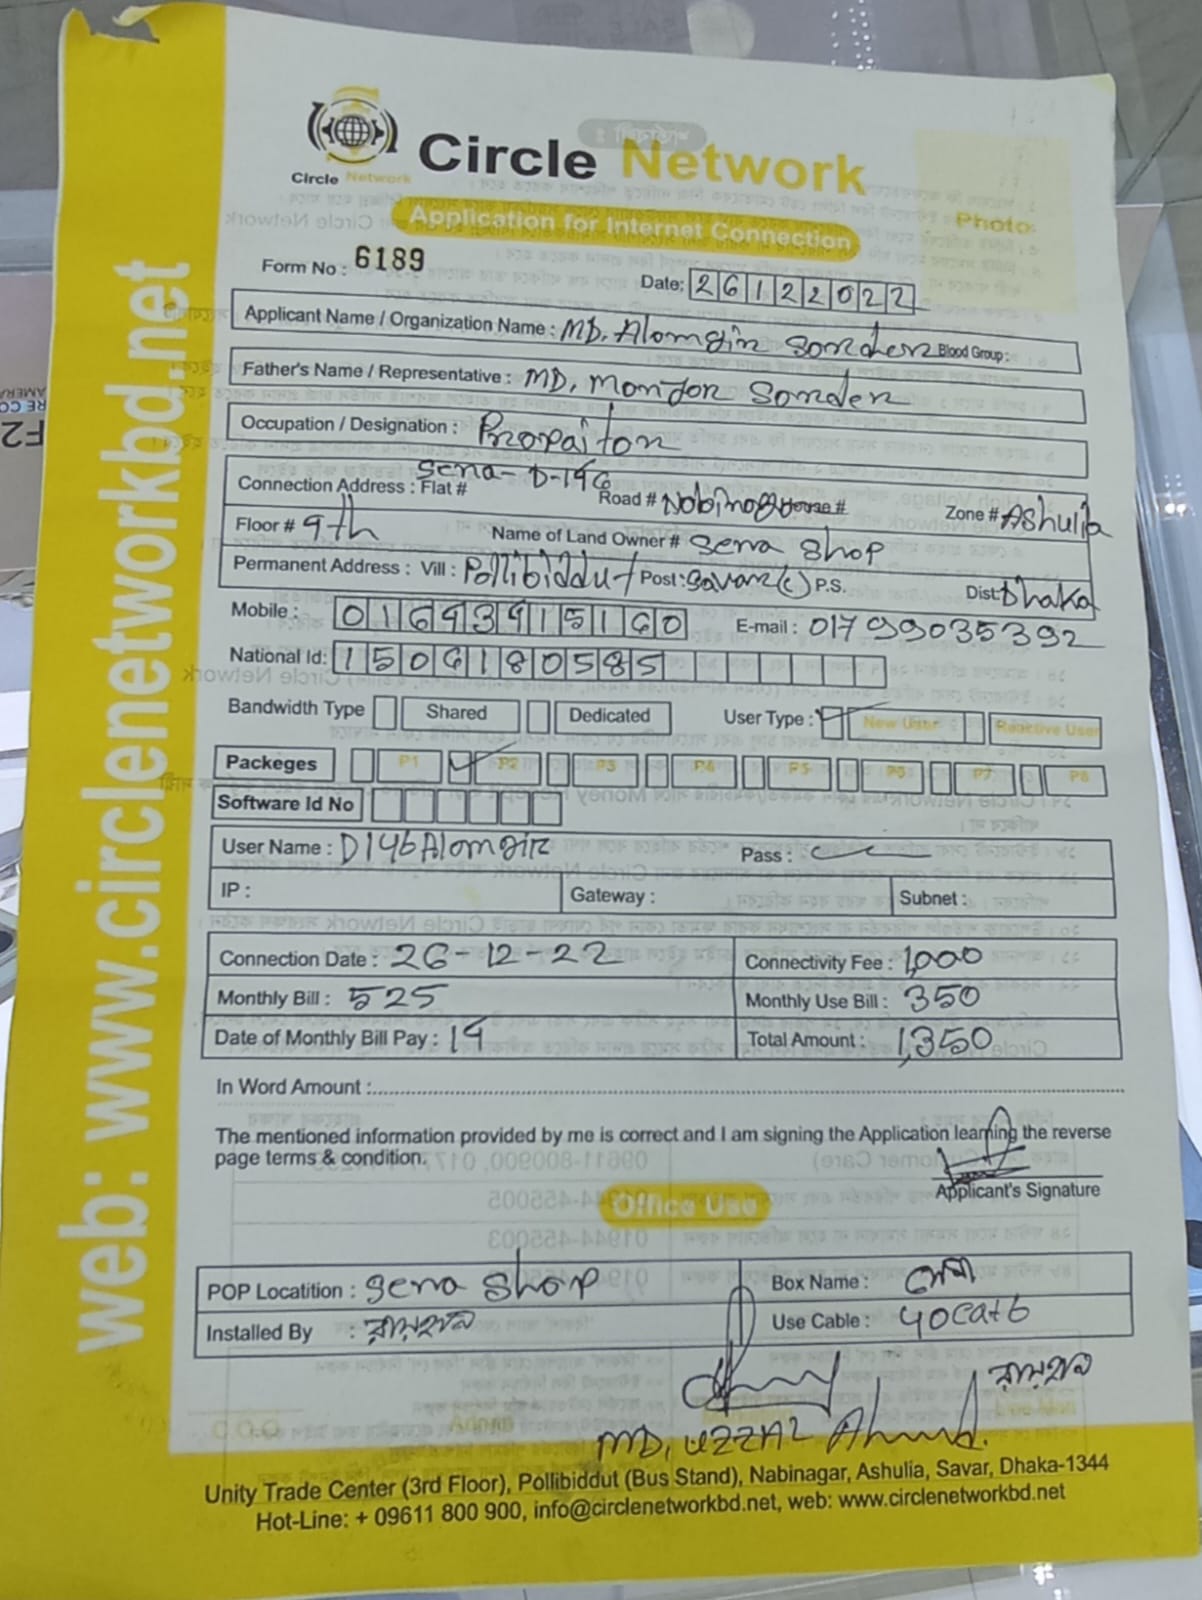 Circle Network
Circle Network
Application for Internet Connection
Photo
Form No : 6189
Date: 26122022
Applicant Name / Organization Name : MD. Alomgir Sorder Blood Group :
Father's Name / Representative : MD. Monjor Sorder
Occupation / Designation : Propaitor
Connection Address : Flat # Sena- D-146 Road # Nobinog House # Zone # Ashulia
Floor # 9th Name of Land Owner # Sena Shop
Permanent Address : Vill : Pollibiddut Post : Savar (c) P.S. Dist: Dhaka
Mobile : E-mail : 01799035392
National Id: 1506180585
Bandwidth Type Shared Dedicated User Type : New User Reactive User
Packeges P1 P2 P3 P4 P5 P6 P7 P8
Software Id No
User Name : D146Alomgir Pass :
IP : Gateway : Subnet :
Connection Date : 26-12-22 Connectivity Fee : 1,000
Monthly Bill : 525 Monthly Use Bill : 350
Date of Monthly Bill Pay : 19 Total Amount : 1,350
In Word Amount :
The mentioned information provided by me is correct and I am signing the Application learning the reverse
page terms & condition.
Applicant's Signature
Office Use
POP Locatition : Sena Shop Box Name :
Installed By : Use Cable : 40cat6
MD, UZZAL Ahmed.
Unity Trade Center (3rd Floor), Pollibiddut (Bus Stand), Nabinagar, Ashulia, Savar, Dhaka-1344
Hot-Line: + 09611 800 900, info@circlenetworkbd.net, web: www.circlenetworkbd.net
web: www.circlenetworkbd.net